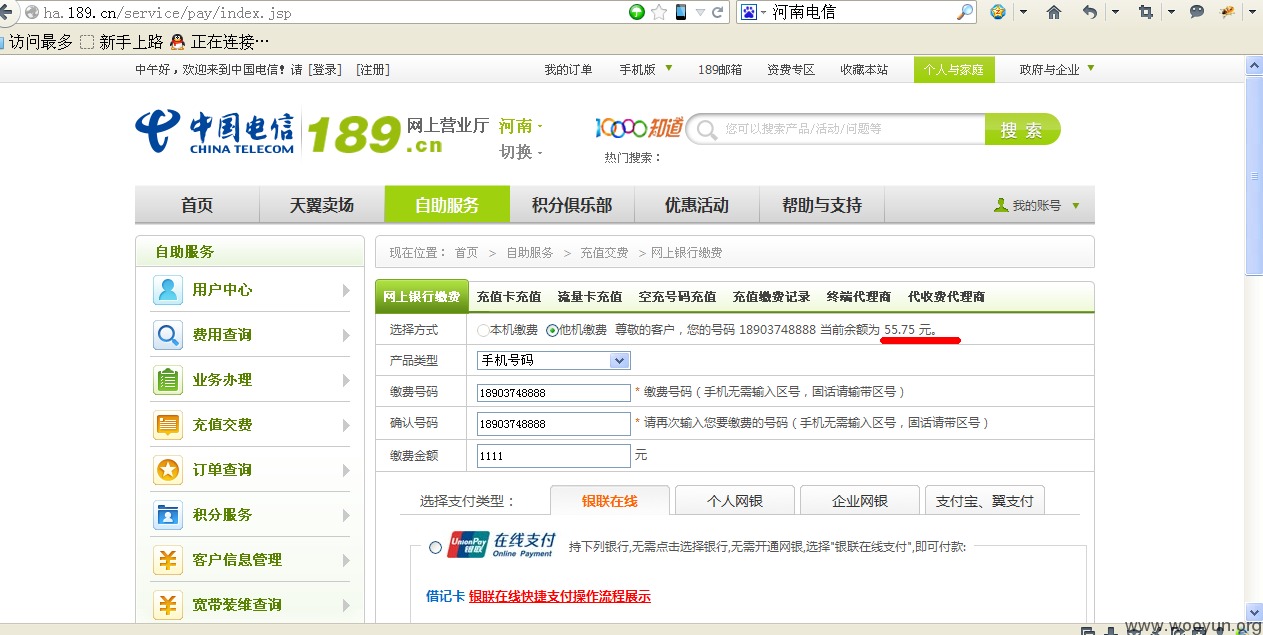 ha.189.cn/service/pay/index.jsp 河南电信
访问最多 新手上路 正在连接…
中午好，欢迎来到中国电信！请 [登录] [注册] 我的订单 手机版 189邮箱 资费专区 收藏本站 个人与家庭 政府与企业
中国电信 CHINA TELECOM 189.cn 网上营业厅 河南 切换 10000知道 您可以搜索产品/活动/问题等 搜索
热门搜索：
首页 天翼卖场 自助服务 积分俱乐部 优惠活动 帮助与支持 我的账号
自助服务
用户中心
费用查询
业务办理
充值交费
订单查询
积分服务
客户信息管理
宽带装维查询
现在位置： 首页 > 自助服务 > 充值交费 > 网上银行缴费
网上银行缴费 充值卡充值 流量卡充值 空充号码充值 充值缴费记录 终端代理商 代收费代理商
选择方式 本机缴费 他机缴费 尊敬的客户，您的号码 18903748888 当前余额为 55.75 元。
产品类型 手机号码
缴费号码 18903748888 * 缴费号码（手机无需输入区号，固话请输带区号）
确认号码 18903748888 * 请再次输入您要缴费的号码（手机无需输入区号，固话请带区号）
缴费金额 1111 元
选择支付类型： 银联在线 个人网银 企业网银 支付宝、翼支付
UnionPay 银联 在线支付 Online Payment 持下列银行,无需点击选择银行,无需开通网银,选择"银联在线支付",即可付款:
借记卡 银联在线快捷支付操作流程展示
www.wooyun.org